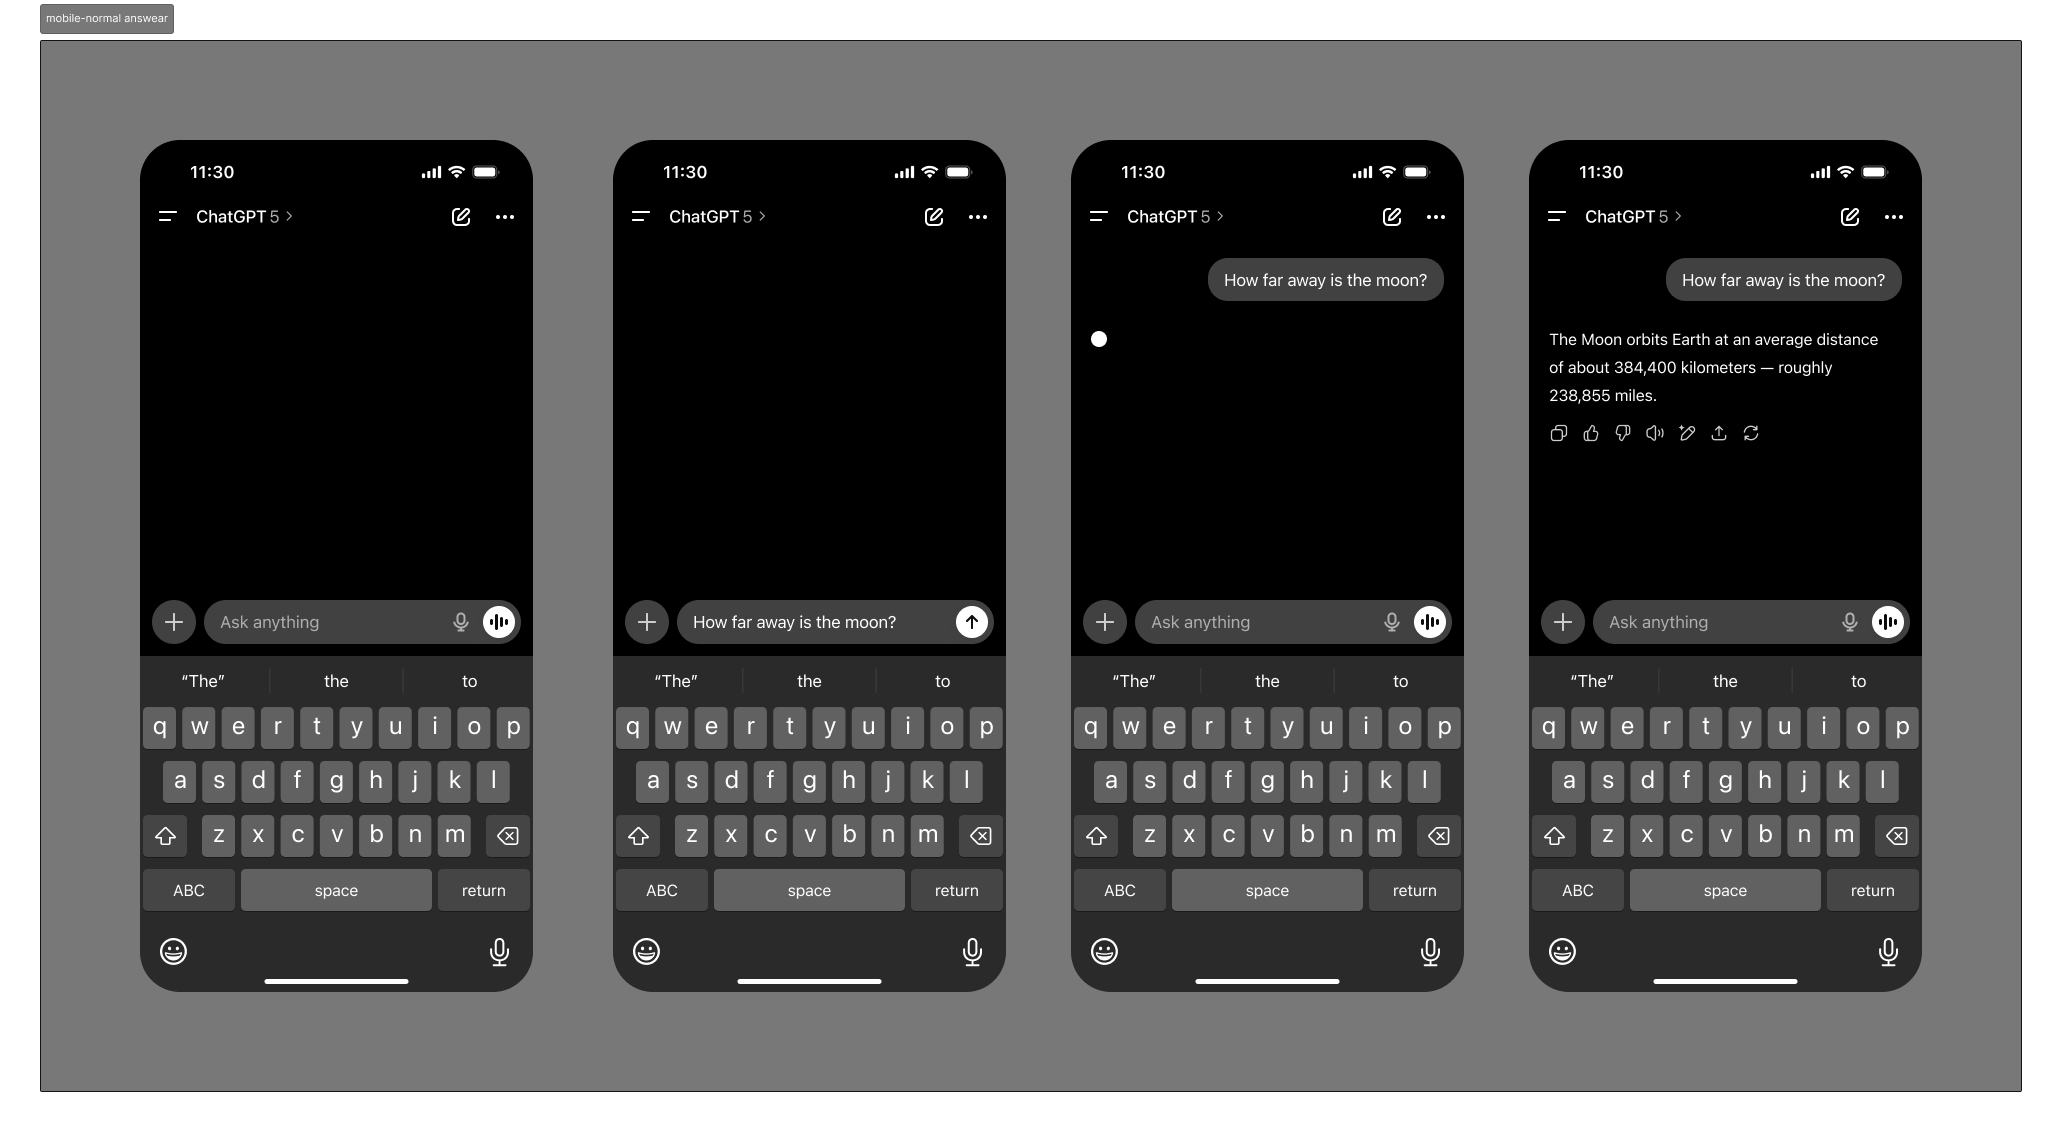 mobile-normal answear
11:30
ChatGPT 5
Ask anything
“The” the to
q w e r t y u i o p
a s d f g h j k l
z x c v b n m
ABC space return
11:30
ChatGPT 5
How far away is the moon?
“The” the to
q w e r t y u i o p
a s d f g h j k l
z x c v b n m
ABC space return
11:30
ChatGPT 5
How far away is the moon?
Ask anything
“The” the to
q w e r t y u i o p
a s d f g h j k l
z x c v b n m
ABC space return
11:30
ChatGPT 5
How far away is the moon?
The Moon orbits Earth at an average distance
of about 384,400 kilometers — roughly
238,855 miles.
Ask anything
“The” the to
q w e r t y u i o p
a s d f g h j k l
z x c v b n m
ABC space return